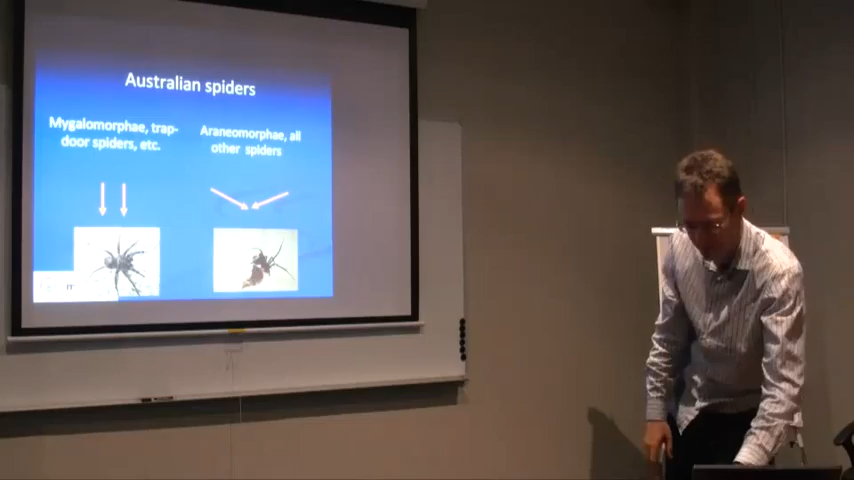 Australian spiders
Mygalomorphae, trap-
door spiders, etc.
Araneomorphae, all
other spiders